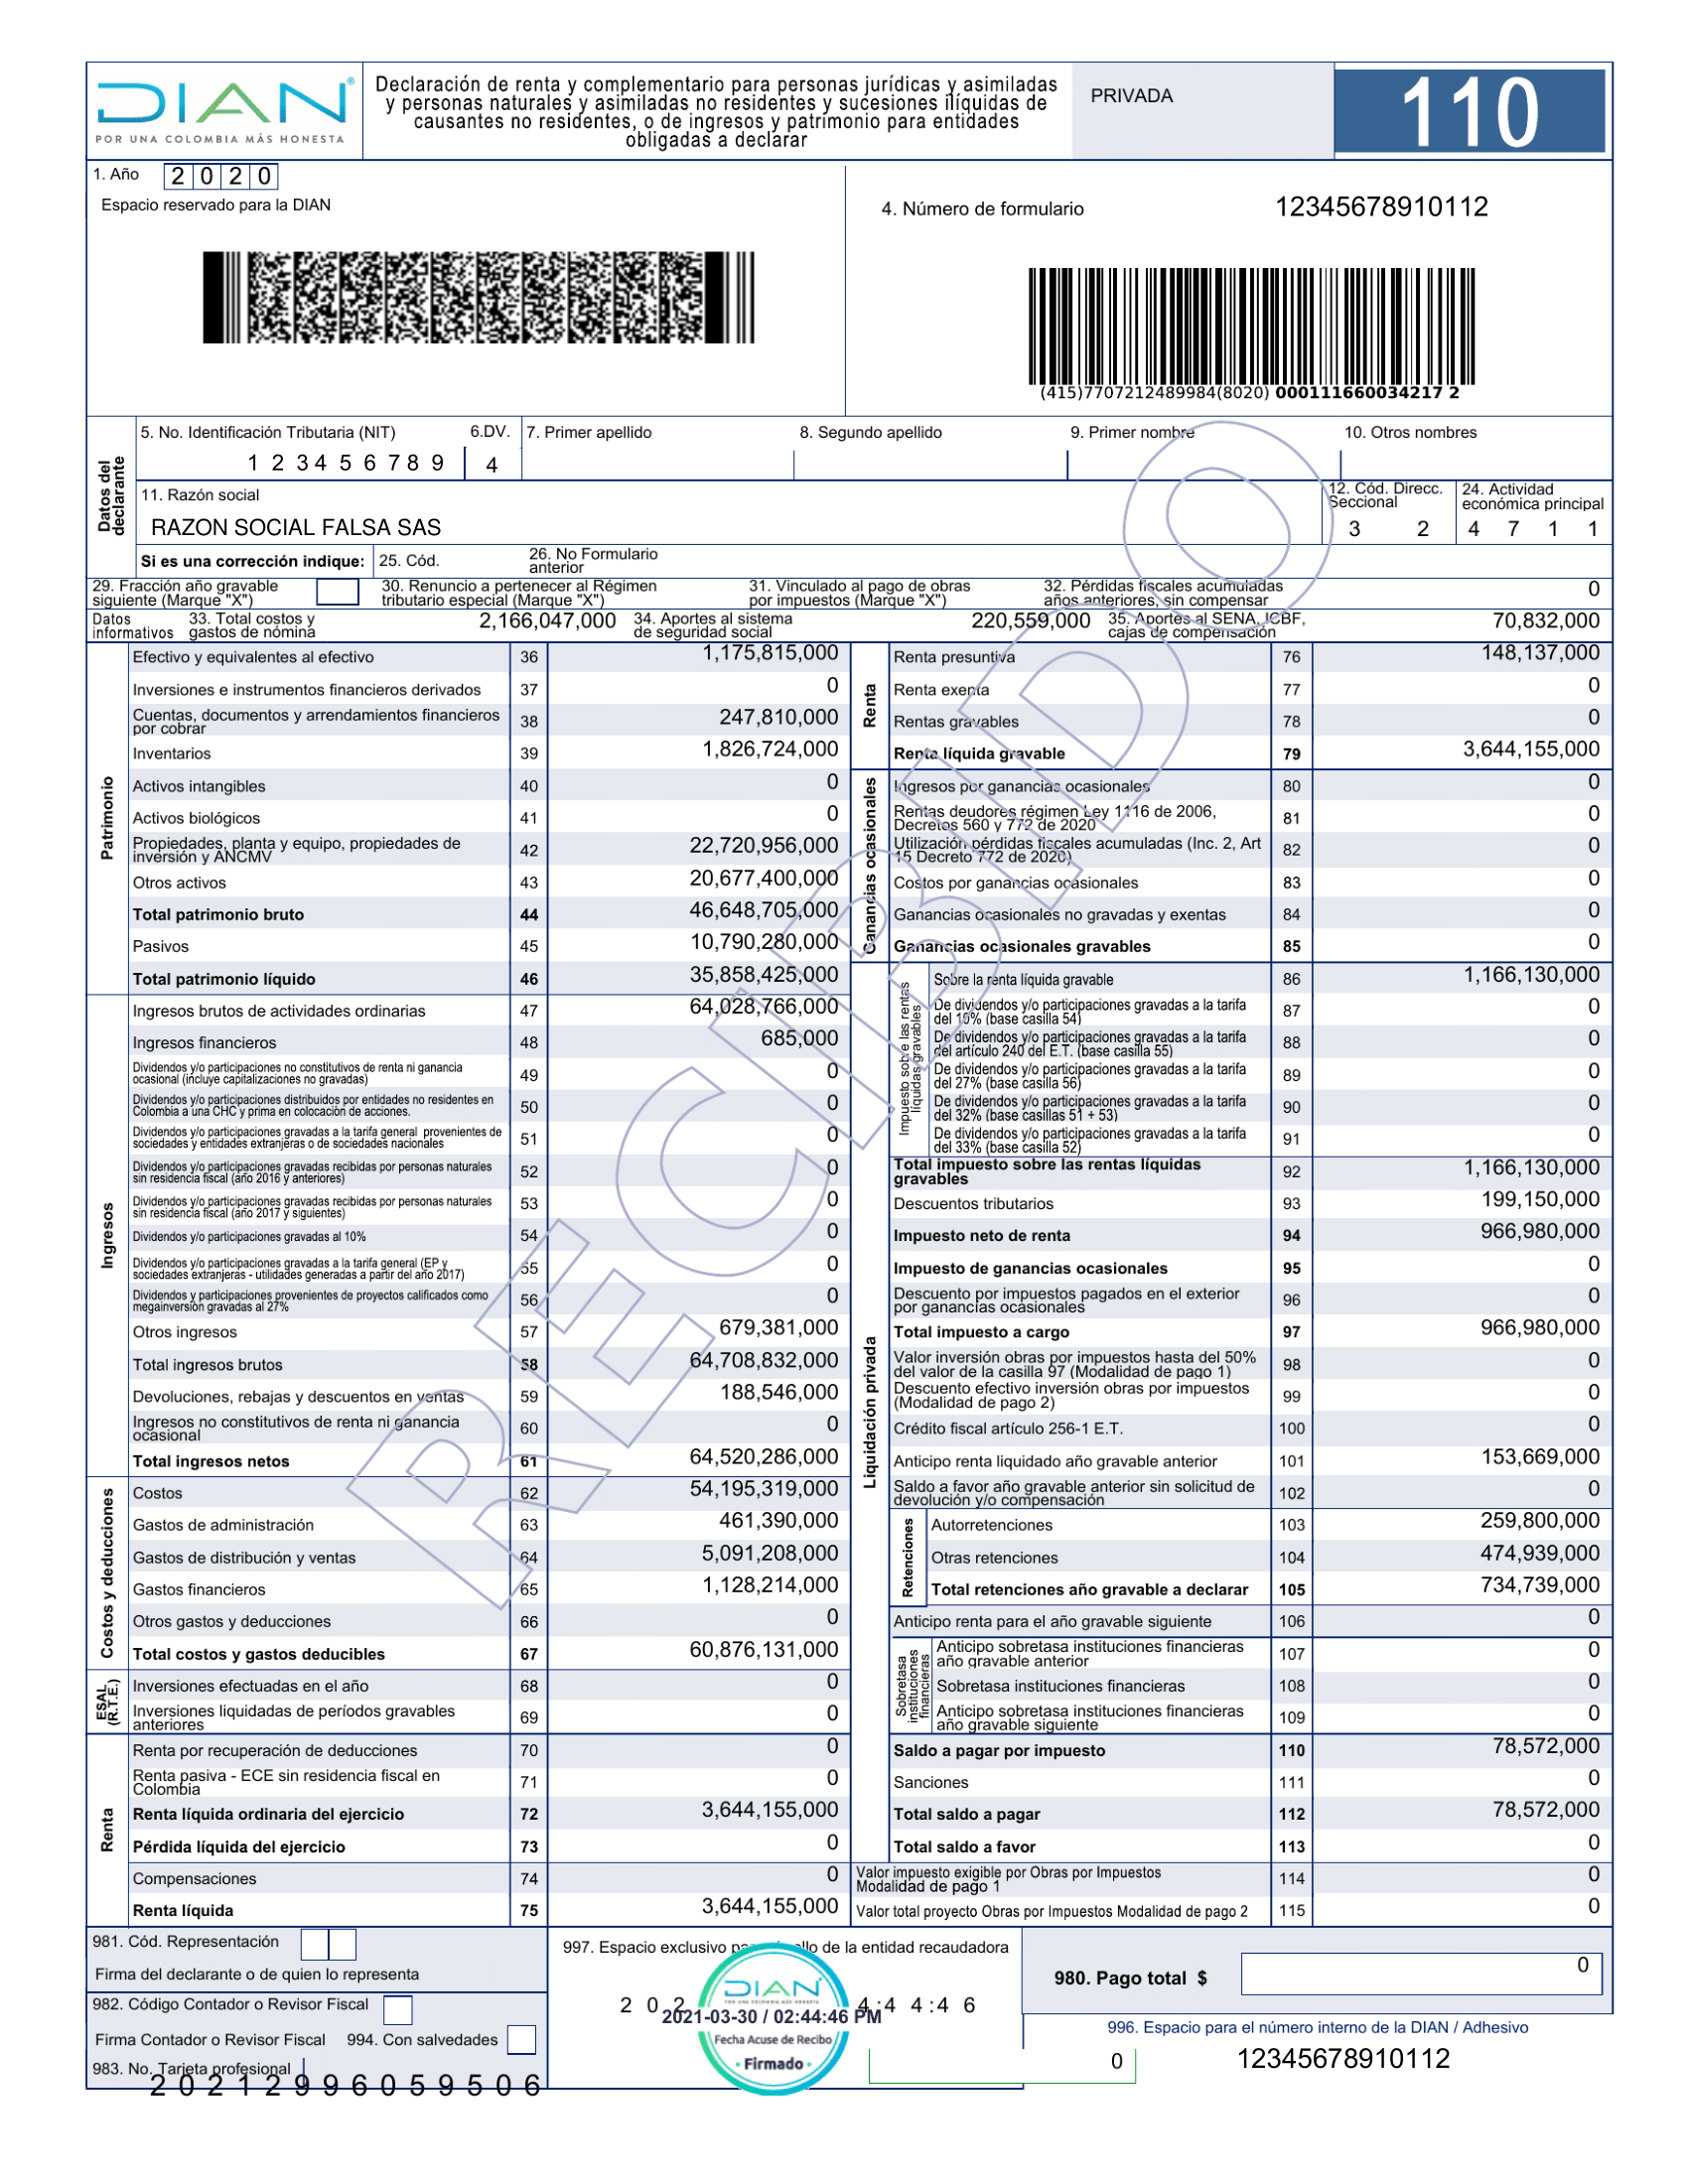 DIAN®
POR UNA COLOMBIA MÁS HONESTA
Declaración de renta y complementario para personas jurídicas y asimiladas
y personas naturales y asimiladas no residentes y sucesiones ilíquidas de
causantes no residentes, o de ingresos y patrimonio para entidades
obligadas a declarar
PRIVADA
110
1. Año 2 0 2 0
Espacio reservado para la DIAN
4. Número de formulario 12345678910112
(415)7707212489984(8020) 000111660034217 2
Datos del
declarante
5. No. Identificación Tributaria (NIT) 6.DV. 7. Primer apellido 8. Segundo apellido 9. Primer nombre 10. Otros nombres
1 2 3 4 5 6 7 8 9 4
11. Razón social 12. Cód. Direcc.
Seccional 24. Actividad
económica principal
RAZON SOCIAL FALSA SAS 3 2 4 7 1 1
Si es una corrección indique: 25. Cód. 26. No Formulario
anterior
29. Fracción año gravable
siguiente (Marque "X")
30. Renuncio a pertenecer al Régimen
tributario especial (Marque "X")
31. Vinculado al pago de obras
por impuestos (Marque "X")
32. Pérdidas fiscales acumuladas
años anteriores, sin compensar 0
Datos
informativos
33. Total costos y
gastos de nómina 2,166,047,000
34. Aportes al sistema
de seguridad social 220,559,000
35. Aportes al SENA, ICBF,
cajas de compensación 70,832,000
Patrimonio
Efectivo y equivalentes al efectivo 36 1,175,815,000
Inversiones e instrumentos financieros derivados 37 0
Cuentas, documentos y arrendamientos financieros
por cobrar 38 247,810,000
Inventarios 39 1,826,724,000
Activos intangibles 40 0
Activos biológicos 41 0
Propiedades, planta y equipo, propiedades de
inversión y ANCMV 42 22,720,956,000
Otros activos 43 20,677,400,000
Total patrimonio bruto 44 46,648,705,000
Pasivos 45 10,790,280,000
Total patrimonio líquido 46 35,858,425,000
Ingresos
Ingresos brutos de actividades ordinarias 47 64,028,766,000
Ingresos financieros 48 685,000
Dividendos y/o participaciones no constitutivos de renta ni ganancia
ocasional (incluye capitalizaciones no gravadas) 49 0
Dividendos y/o participaciones distribuidos por entidades no residentes en
Colombia a una CHC y prima en colocación de acciones. 50 0
Dividendos y/o participaciones gravadas a la tarifa general provenientes de
sociedades y entidades extranjeras o de sociedades nacionales 51 0
Dividendos y/o participaciones gravadas recibidas por personas naturales
sin residencia fiscal (año 2016 y anteriores) 52 0
Dividendos y/o participaciones gravadas recibidas por personas naturales
sin residencia fiscal (año 2017 y siguientes) 53 0
Dividendos y/o participaciones gravadas al 10% 54 0
Dividendos y/o participaciones gravadas a la tarifa general (EP y
sociedades extranjeras - utilidades generadas a partir del año 2017) 55 0
Dividendos y participaciones provenientes de proyectos calificados como
megainversión gravadas al 27% 56 0
Otros ingresos 57 679,381,000
Total ingresos brutos 58 64,708,832,000
Devoluciones, rebajas y descuentos en ventas 59 188,546,000
Ingresos no constitutivos de renta ni ganancia
ocasional 60 0
Total ingresos netos 61 64,520,286,000
Costos y deducciones
Costos 62 54,195,319,000
Gastos de administración 63 461,390,000
Gastos de distribución y ventas 64 5,091,208,000
Gastos financieros 65 1,128,214,000
Otros gastos y deducciones 66 0
Total costos y gastos deducibles 67 60,876,131,000
ESAL
(R.T.E.)
Inversiones efectuadas en el año 68 0
Inversiones liquidadas de períodos gravables
anteriores 69 0
Renta
Renta por recuperación de deducciones 70 0
Renta pasiva - ECE sin residencia fiscal en
Colombia 71 0
Renta líquida ordinaria del ejercicio 72 3,644,155,000
Pérdida líquida del ejercicio 73 0
Compensaciones 74 0
Renta líquida 75 3,644,155,000
Renta
Renta presuntiva 76 148,137,000
Renta exenta 77 0
Rentas gravables 78 0
Renta líquida gravable 79 3,644,155,000
Ganancias ocasionales
Ingresos por ganancias ocasionales 80 0
Rentas deudores régimen Ley 1116 de 2006,
Decretos 560 y 772 de 2020 81 0
Utilización pérdidas fiscales acumuladas (Inc. 2, Art
15 Decreto 772 de 2020) 82 0
Costos por ganancias ocasionales 83 0
Ganancias ocasionales no gravadas y exentas 84 0
Ganancias ocasionales gravables 85 0
Liquidación privada
Impuesto sobre las rentas
líquidas gravables
Sobre la renta líquida gravable 86 1,166,130,000
De dividendos y/o participaciones gravadas a la tarifa
del 10% (base casilla 54) 87 0
De dividendos y/o participaciones gravadas a la tarifa
del artículo 240 del E.T. (base casilla 55) 88 0
De dividendos y/o participaciones gravadas a la tarifa
del 27% (base casilla 56) 89 0
De dividendos y/o participaciones gravadas a la tarifa
del 32% (base casillas 51 + 53) 90 0
De dividendos y/o participaciones gravadas a la tarifa
del 33% (base casilla 52) 91 0
Total impuesto sobre las rentas líquidas
gravables 92 1,166,130,000
Descuentos tributarios 93 199,150,000
Impuesto neto de renta 94 966,980,000
Impuesto de ganancias ocasionales 95 0
Descuento por impuestos pagados en el exterior
por ganancias ocasionales 96 0
Total impuesto a cargo 97 966,980,000
Valor inversión obras por impuestos hasta del 50%
del valor de la casilla 97 (Modalidad de pago 1) 98 0
Descuento efectivo inversión obras por impuestos
(Modalidad de pago 2) 99 0
Crédito fiscal artículo 256-1 E.T. 100 0
Anticipo renta liquidado año gravable anterior 101 153,669,000
Saldo a favor año gravable anterior sin solicitud de
devolución y/o compensación 102 0
Retenciones
Autorretenciones 103 259,800,000
Otras retenciones 104 474,939,000
Total retenciones año gravable a declarar 105 734,739,000
Anticipo renta para el año gravable siguiente 106 0
Sobretasa
instituciones
financieras
Anticipo sobretasa instituciones financieras
año gravable anterior 107 0
Sobretasa instituciones financieras 108 0
Anticipo sobretasa instituciones financieras
año gravable siguiente 109 0
Saldo a pagar por impuesto 110 78,572,000
Sanciones 111 0
Total saldo a pagar 112 78,572,000
Total saldo a favor 113 0
Valor impuesto exigible por Obras por Impuestos
Modalidad de pago 1 114 0
Valor total proyecto Obras por Impuestos Modalidad de pago 2 115 0
RECIBIDO
981. Cód. Representación
Firma del declarante o de quien lo representa
982. Código Contador o Revisor Fiscal
Firma Contador o Revisor Fiscal 994. Con salvedades
983. No. Tarjeta profesional
2 0 2 1 2 9 9 6 0 5 9 5 0 6
997. Espacio exclusivo de la entidad recaudadora
2 0 2 4 : 4 4 : 4 6
DIAN
2021-03-30 / 02:44:46 PM
Fecha Acuse de Recibo
Firmado
980. Pago total $ 0
996. Espacio para el número interno de la DIAN / Adhesivo
0 12345678910112